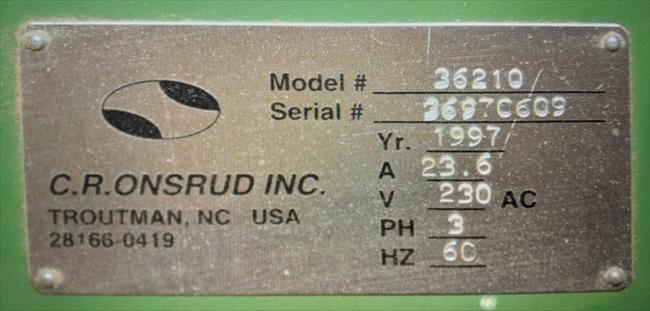 Model # 36210
Serial # 3697C609
Yr. 1997
A 23.6
V 230 AC
PH 3
HZ 60
C.R.ONSRUD INC.
TROUTMAN, NC USA
28166-0419